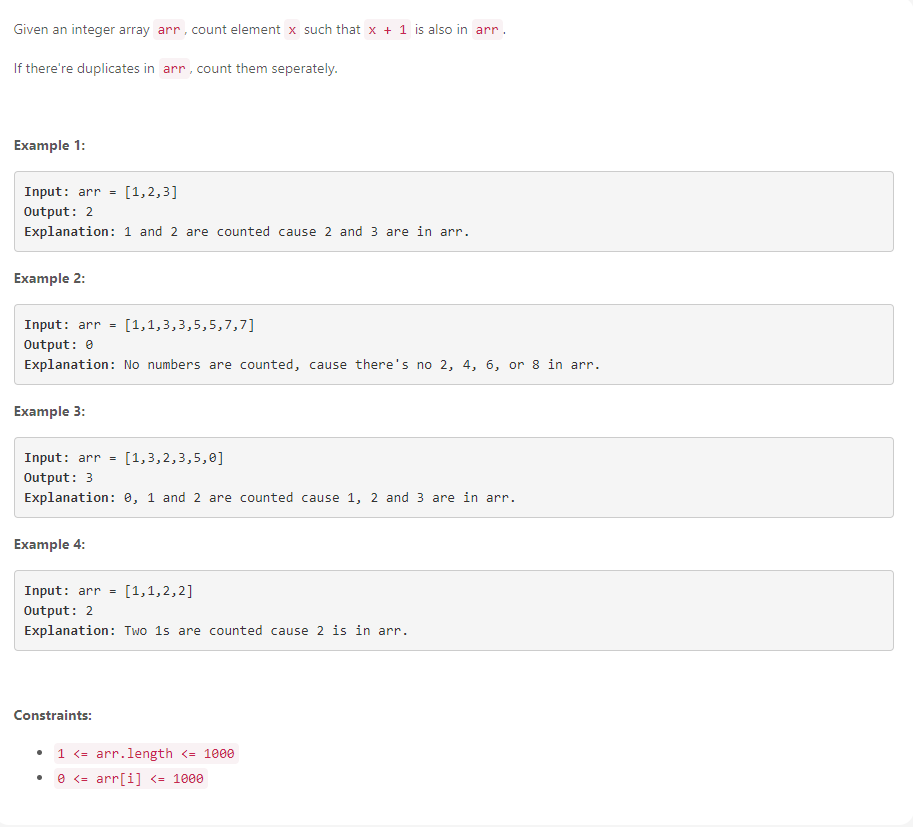 Given an integer array arr, count element x such that x + 1 is also in arr.
If there're duplicates in arr, count them seperately.
Example 1:
Input: arr = [1,2,3]
Output: 2
Explanation: 1 and 2 are counted cause 2 and 3 are in arr.
Example 2:
Input: arr = [1,1,3,3,5,5,7,7]
Output: 0
Explanation: No numbers are counted, cause there's no 2, 4, 6, or 8 in arr.
Example 3:
Input: arr = [1,3,2,3,5,0]
Output: 3
Explanation: 0, 1 and 2 are counted cause 1, 2 and 3 are in arr.
Example 4:
Input: arr = [1,1,2,2]
Output: 2
Explanation: Two 1s are counted cause 2 is in arr.
Constraints:
• 1 <= arr.length <= 1000
• 0 <= arr[i] <= 1000